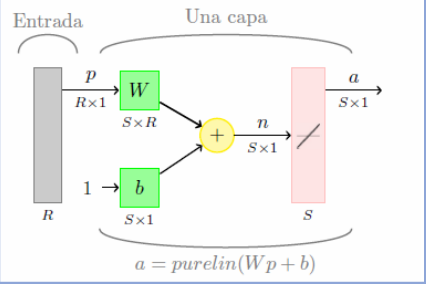 Entrada
Una capa
p
R×1
W
S×R
+
n
S×1
a
S×1
1
b
S×1
R
S
a = purelin(Wp + b)